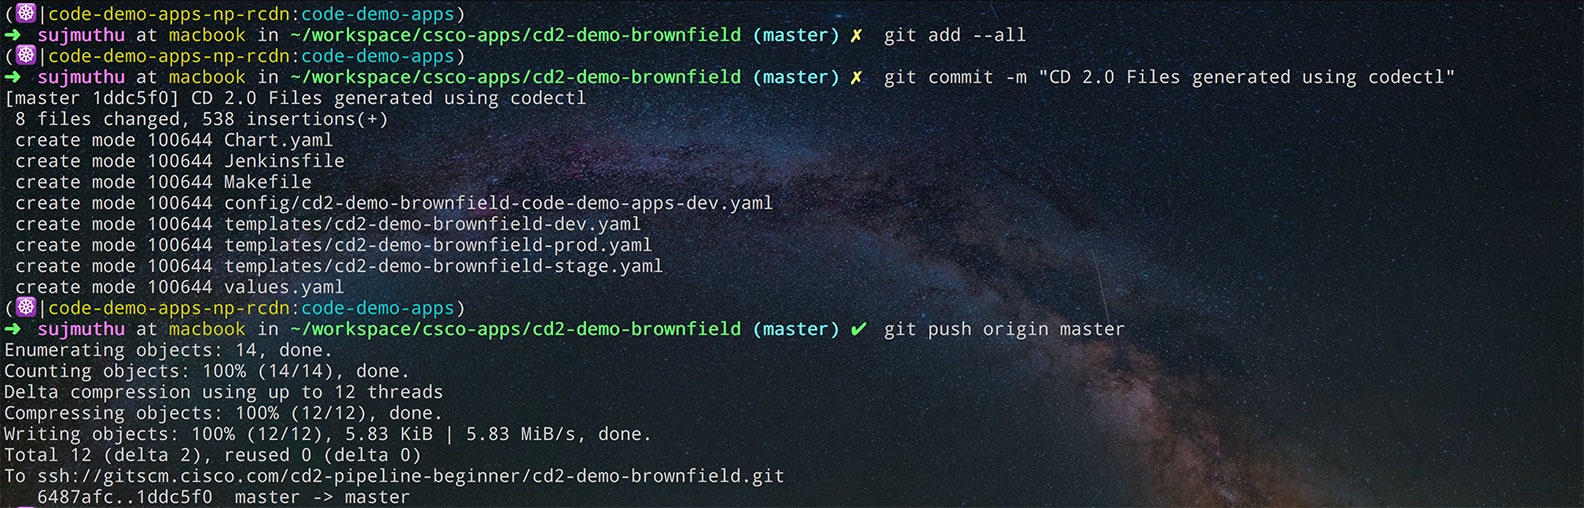 (☸|code-demo-apps-np-rcdn:code-demo-apps)
➜ sujmuthu at macbook in ~/workspace/csco-apps/cd2-demo-brownfield (master) ✗ git add --all
(☸|code-demo-apps-np-rcdn:code-demo-apps)
➜ sujmuthu at macbook in ~/workspace/csco-apps/cd2-demo-brownfield (master) ✗ git commit -m "CD 2.0 Files generated using codectl"
[master 1ddc5f0] CD 2.0 Files generated using codectl
8 files changed, 538 insertions(+)
create mode 100644 Chart.yaml
create mode 100644 Jenkinsfile
create mode 100644 Makefile
create mode 100644 config/cd2-demo-brownfield-code-demo-apps-dev.yaml
create mode 100644 templates/cd2-demo-brownfield-dev.yaml
create mode 100644 templates/cd2-demo-brownfield-prod.yaml
create mode 100644 templates/cd2-demo-brownfield-stage.yaml
create mode 100644 values.yaml
(☸|code-demo-apps-np-rcdn:code-demo-apps)
➜ sujmuthu at macbook in ~/workspace/csco-apps/cd2-demo-brownfield (master) ✔ git push origin master
Enumerating objects: 14, done.
Counting objects: 100% (14/14), done.
Delta compression using up to 12 threads
Compressing objects: 100% (12/12), done.
Writing objects: 100% (12/12), 5.83 KiB | 5.83 MiB/s, done.
Total 12 (delta 2), reused 0 (delta 0)
To ssh://gitscm.cisco.com/cd2-pipeline-beginner/cd2-demo-brownfield.git
6487afc..1ddc5f0 master -> master